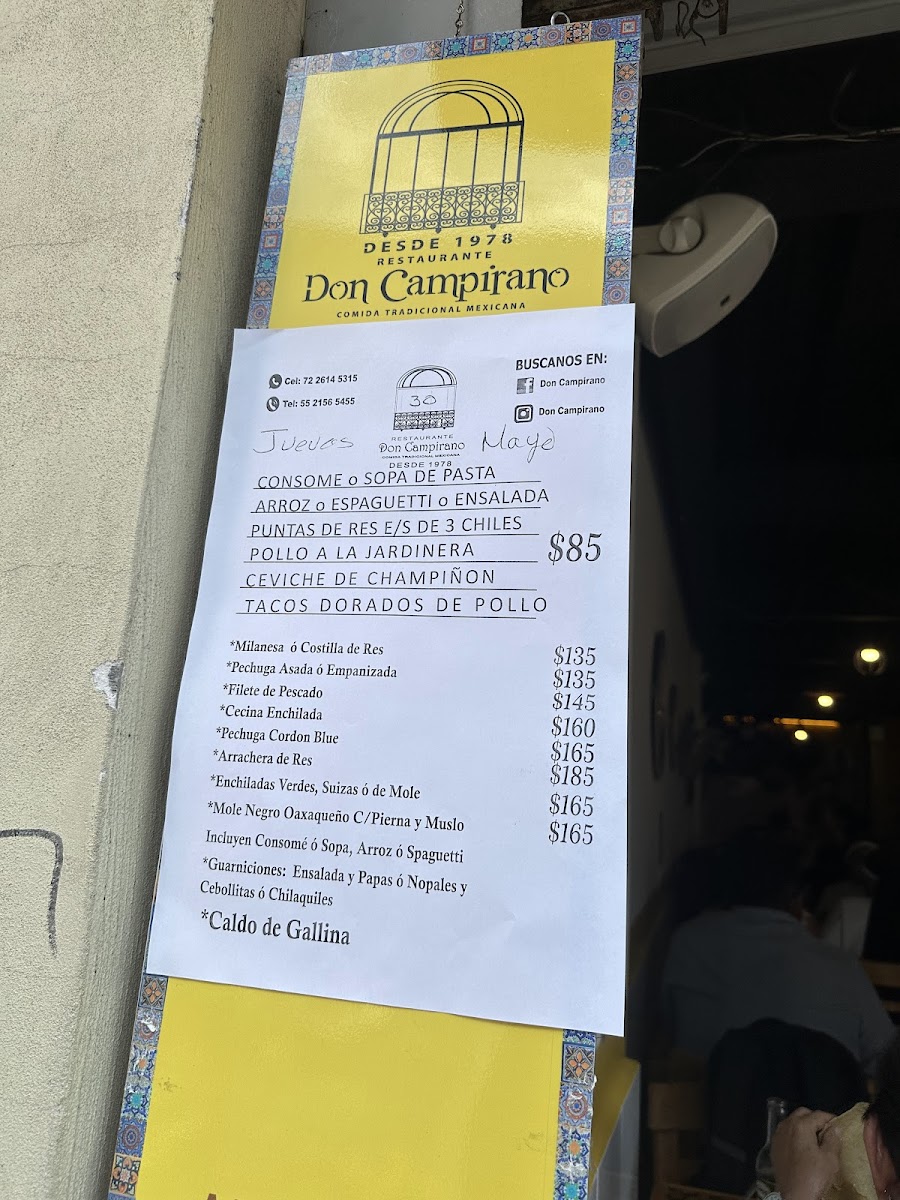 DESDE 1978
RESTAURANTE
Don Campirano
COMIDA TRADICIONAL MEXICANA
Cel: 72 2614 5315
Tel: 55 2156 5455
30
RESTAURANTE
Don Campirano
COMIDA TRADICIONAL MEXICANA
DESDE 1978
BUSCANOS EN:
Don Campirano
Don Campirano
Jueves Mayo
CONSOME o SOPA DE PASTA
ARROZ o ESPAGUETTI o ENSALADA
PUNTAS DE RES E/S DE 3 CHILES
POLLO A LA JARDINERA $85
CEVICHE DE CHAMPIÑON
TACOS DORADOS DE POLLO
*Milanesa ó Costilla de Res $135
*Pechuga Asada ó Empanizada $135
*Filete de Pescado $145
*Cecina Enchilada $160
*Pechuga Cordon Blue $165
*Arrachera de Res $185
*Enchiladas Verdes, Suizas ó de Mole $165
*Mole Negro Oaxaqueño C/Pierna y Muslo $165
Incluyen Consomé ó Sopa, Arroz ó Spaguetti
*Guarniciones: Ensalada y Papas ó Nopales y
Cebollitas ó Chilaquiles
*Caldo de Gallina